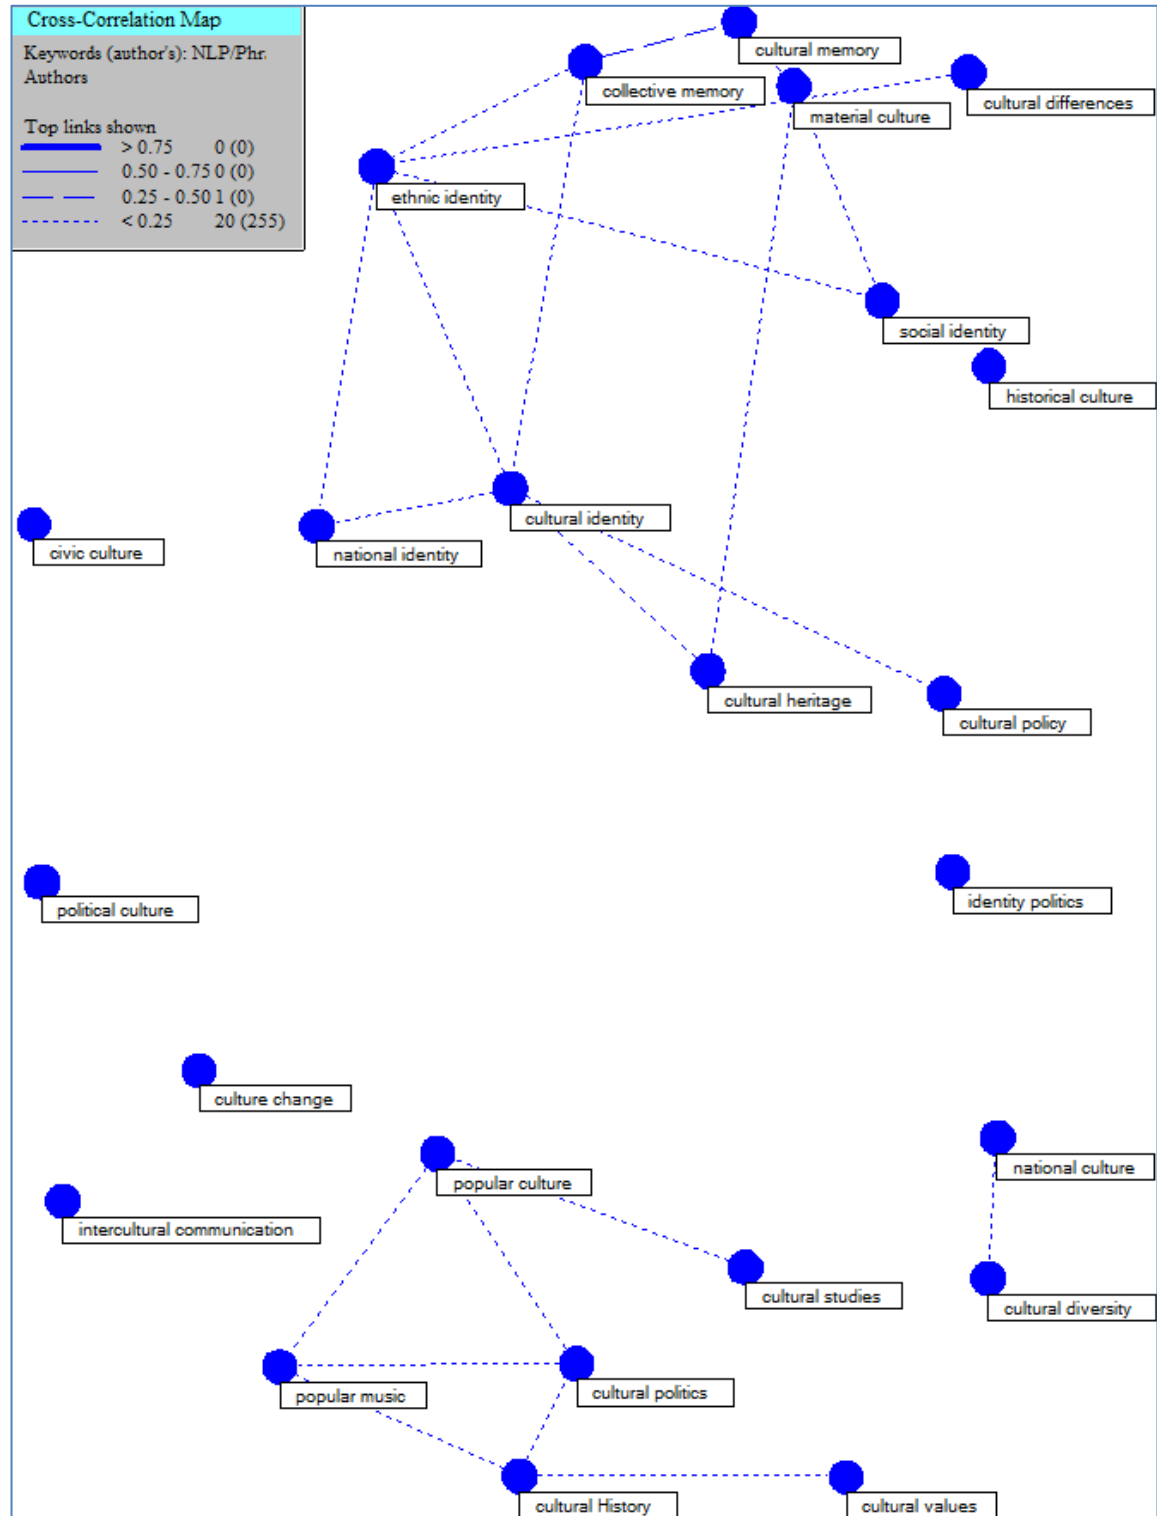 Cross-Correlation Map
Keywords (author's): NLP/Phr.
Authors
Top links shown
> 0.75 0 (0)
0.50 - 0.75 0 (0)
0.25 - 0.50 1 (0)
< 0.25 20 (255)
cultural memory
collective memory
cultural differences
material culture
ethnic identity
social identity
historical culture
cultural identity
civic culture
national identity
cultural heritage
cultural policy
political culture
identity politics
culture change
national culture
popular culture
intercultural communication
cultural studies
cultural diversity
popular music
cultural politics
cultural History
cultural values